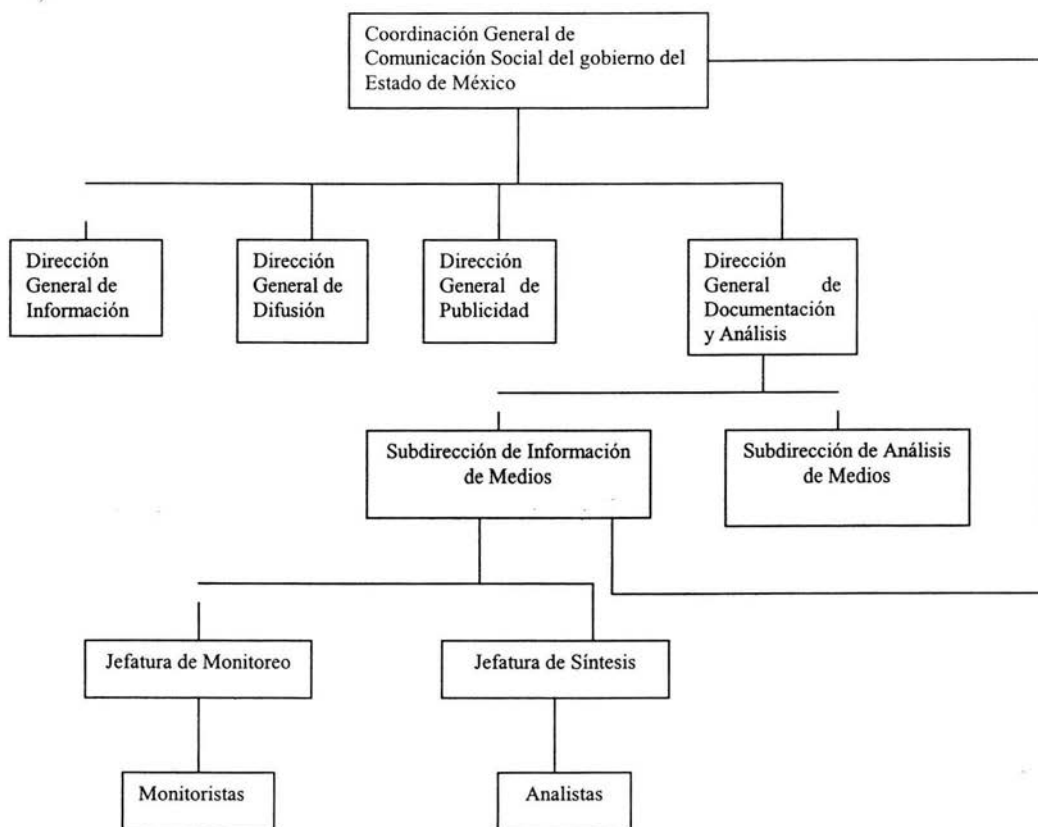 Coordinación General de
Comunicación Social del gobierno del
Estado de México
Dirección
General de
Información
Dirección
General de
Difusión
Dirección
General de
Publicidad
Dirección
General de
Documentación
y Análisis
Subdirección de Información
de Medios
Subdirección de Análisis
de Medios
Jefatura de Monitoreo
Jefatura de Síntesis
Monitoristas
Analistas